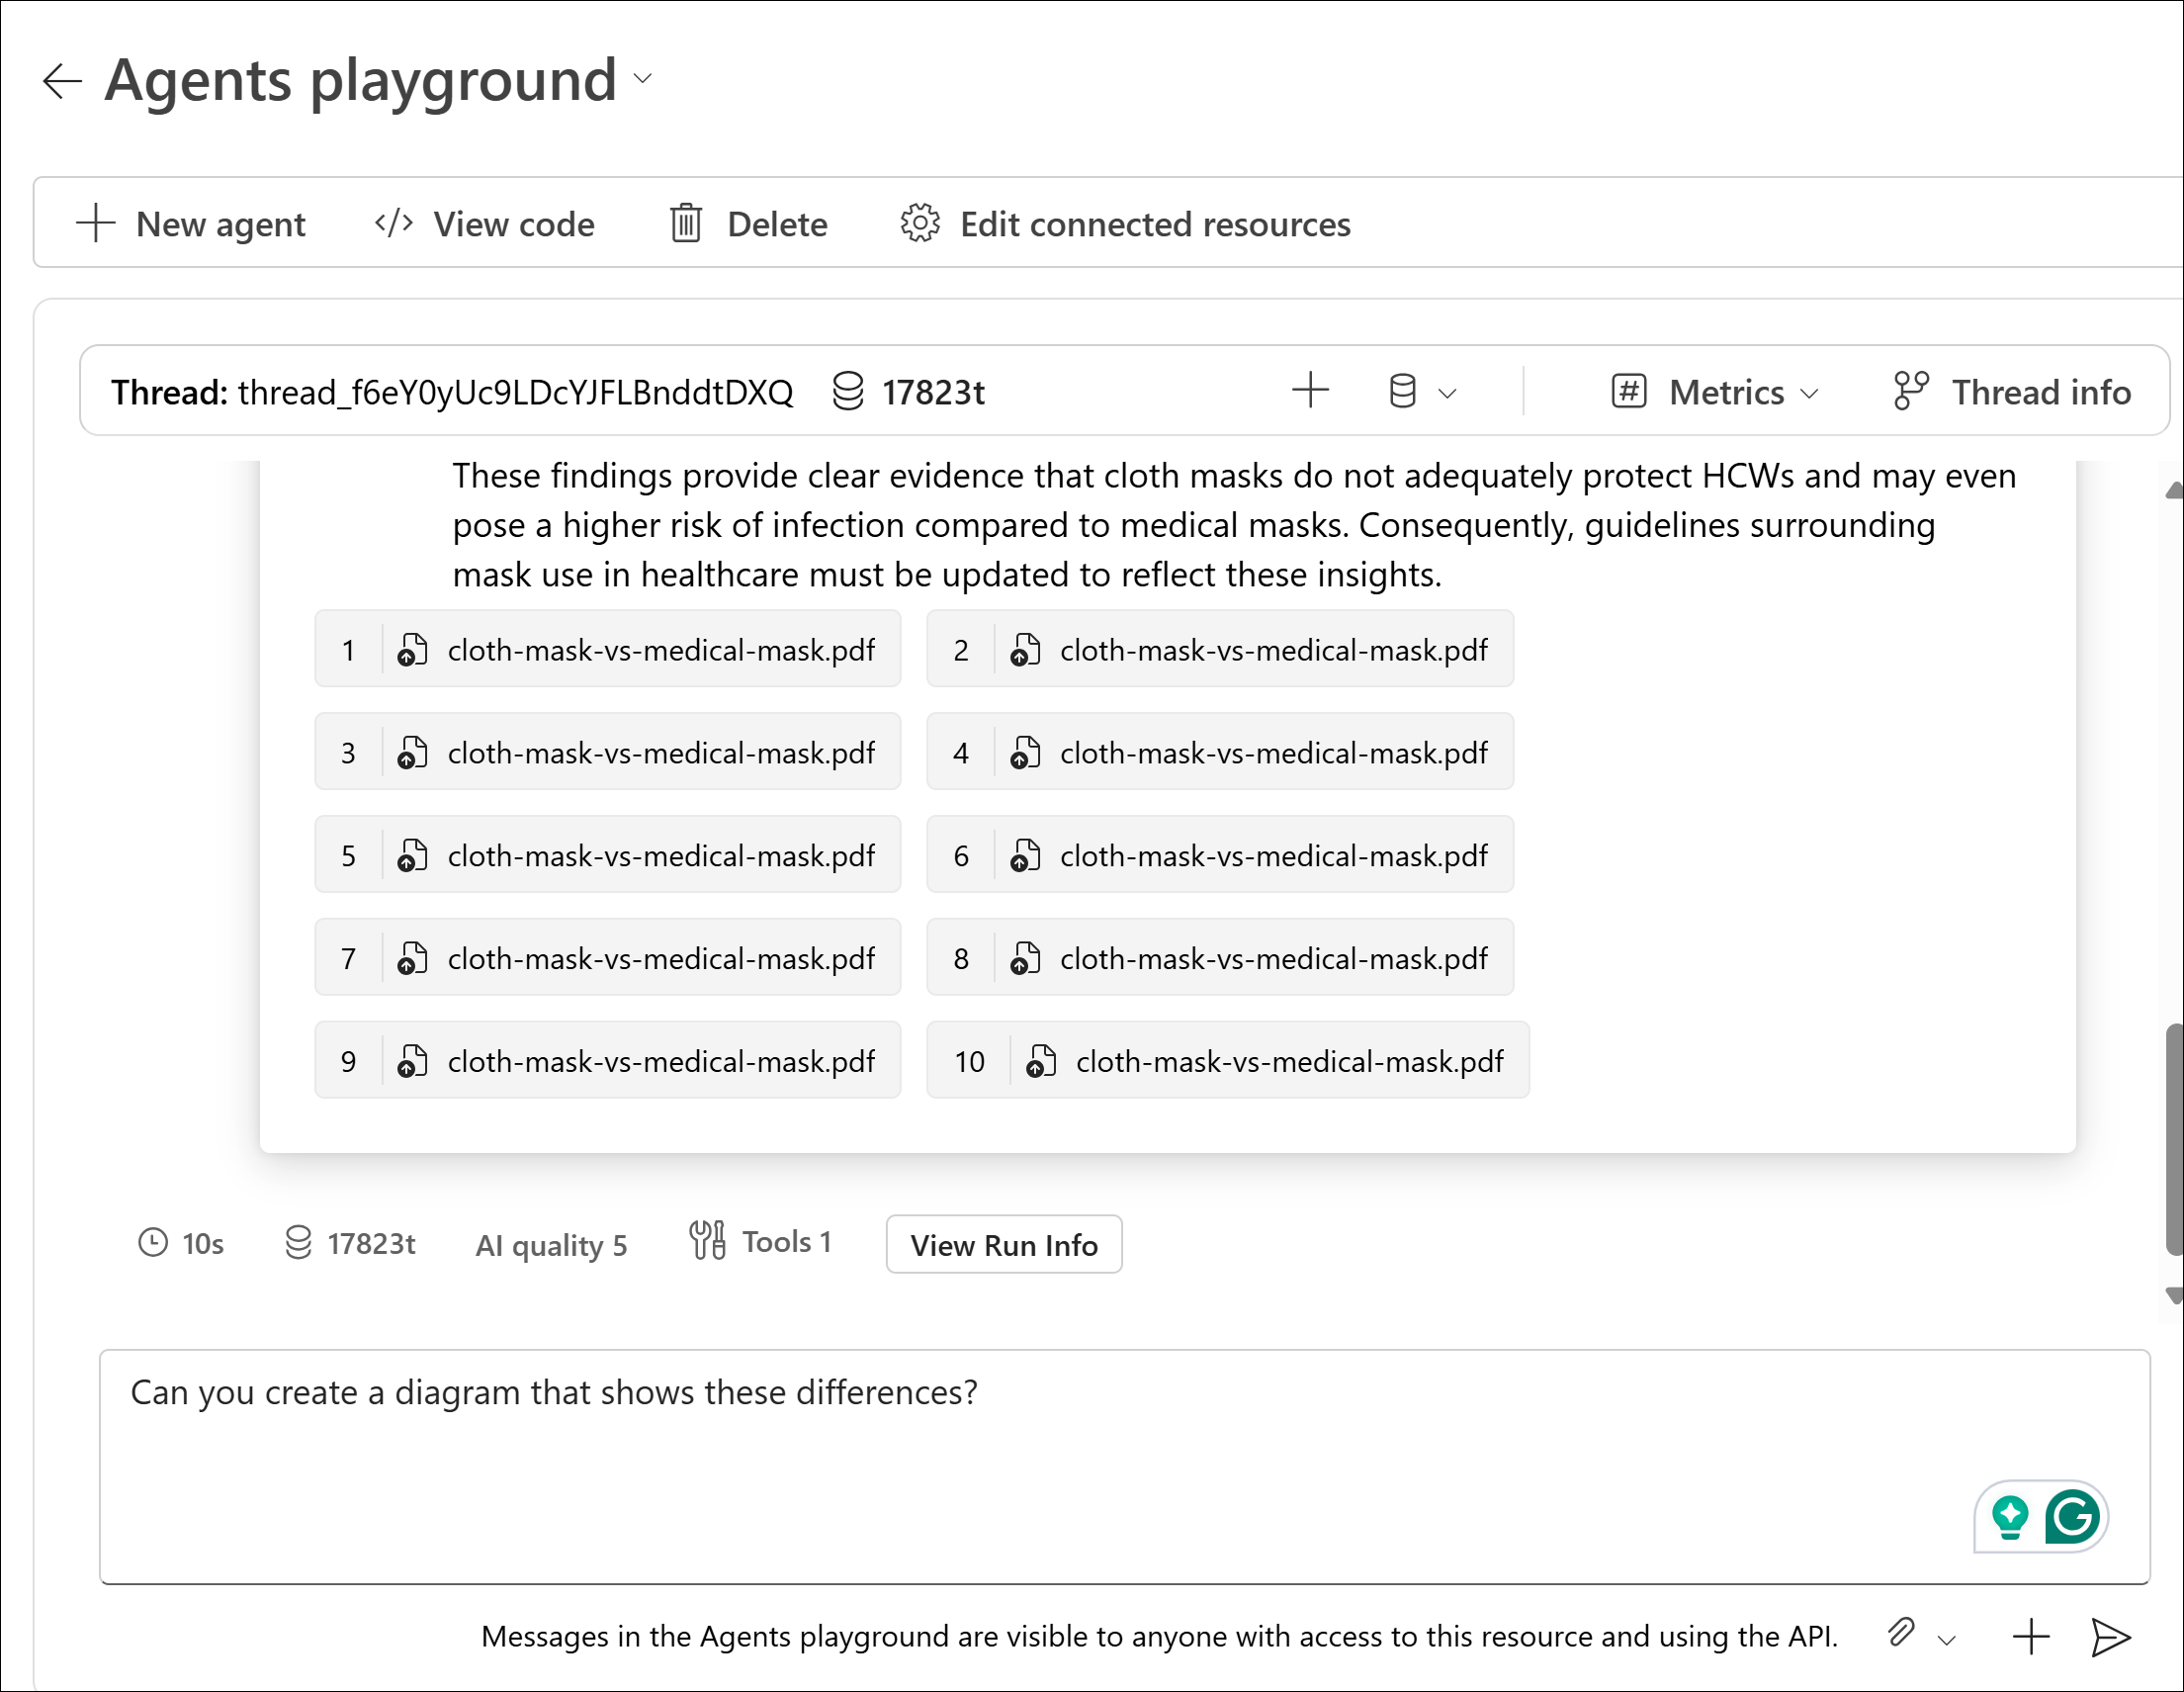 Agents playground
New agent
View code
Delete
Edit connected resources
Thread: thread_f6eY0yUc9LDcYJFLBnddtDXQ 17823t
Metrics
Thread info
These findings provide clear evidence that cloth masks do not adequately protect HCWs and may even
pose a higher risk of infection compared to medical masks. Consequently, guidelines surrounding
mask use in healthcare must be updated to reflect these insights.
1 cloth-mask-vs-medical-mask.pdf
2 cloth-mask-vs-medical-mask.pdf
3 cloth-mask-vs-medical-mask.pdf
4 cloth-mask-vs-medical-mask.pdf
5 cloth-mask-vs-medical-mask.pdf
6 cloth-mask-vs-medical-mask.pdf
7 cloth-mask-vs-medical-mask.pdf
8 cloth-mask-vs-medical-mask.pdf
9 cloth-mask-vs-medical-mask.pdf
10 cloth-mask-vs-medical-mask.pdf
10s
17823t
AI quality 5
Tools 1
View Run Info
Can you create a diagram that shows these differences?
Messages in the Agents playground are visible to anyone with access to this resource and using the API.